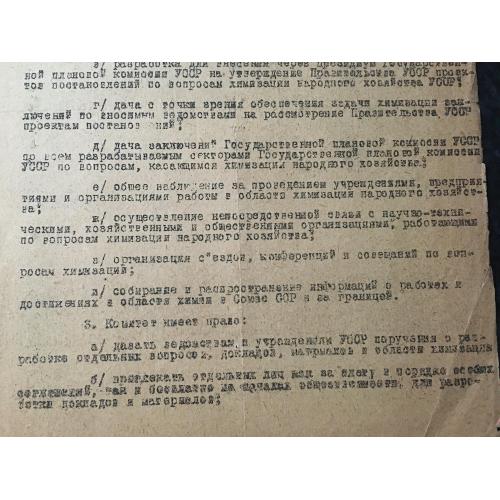 в/ разработка для внесения через президиум Государствен-
ной плановой комиссии УССР на утверждение Правительства УССР проек-
тов постановлений по вопросам химизации народного хозяйства УССР;
г/ дача с точки зрения обеспечения задачи химизации зак-
лючений по вносимым ведомствами на рассмотрение Правительства УССР
проектам постанов ний;
д/ дача заключени Государственной плановой комиссии УССР
по всем разрабатываемым секторами Государственной плановой комиссии
УССР по вопросам, касающимся химизации народного хозяйства;
е/ общее наблюдение за проведением учреждениями, предприя-
тиями и организациями работы в области химизации народного хозяйст-
ва;
ж/ осуществление непосредственной связи с научно-техни-
ческими, хозяйственными и общественными организациями, работающими
по вопросам химизации народного хозяйства;
з/ организация с'ездов, конференций и совещаний по воп-
росам химизации;
и/ собирание и распространение информаций о работах и
достижениях в области химии в Союзе ССР и за границей.
3. Комитет имеет право:
а/ давать ведомствам и учреждениям УССР поручения о раз-
работке отдельных вопросов, докладов, материалов в области химизации
б/ привлекать отдельных лиц как за плату в порядке особых
соглашений, так и бесплатно на началах общественности, для разра-
ботки докладов и материалов;